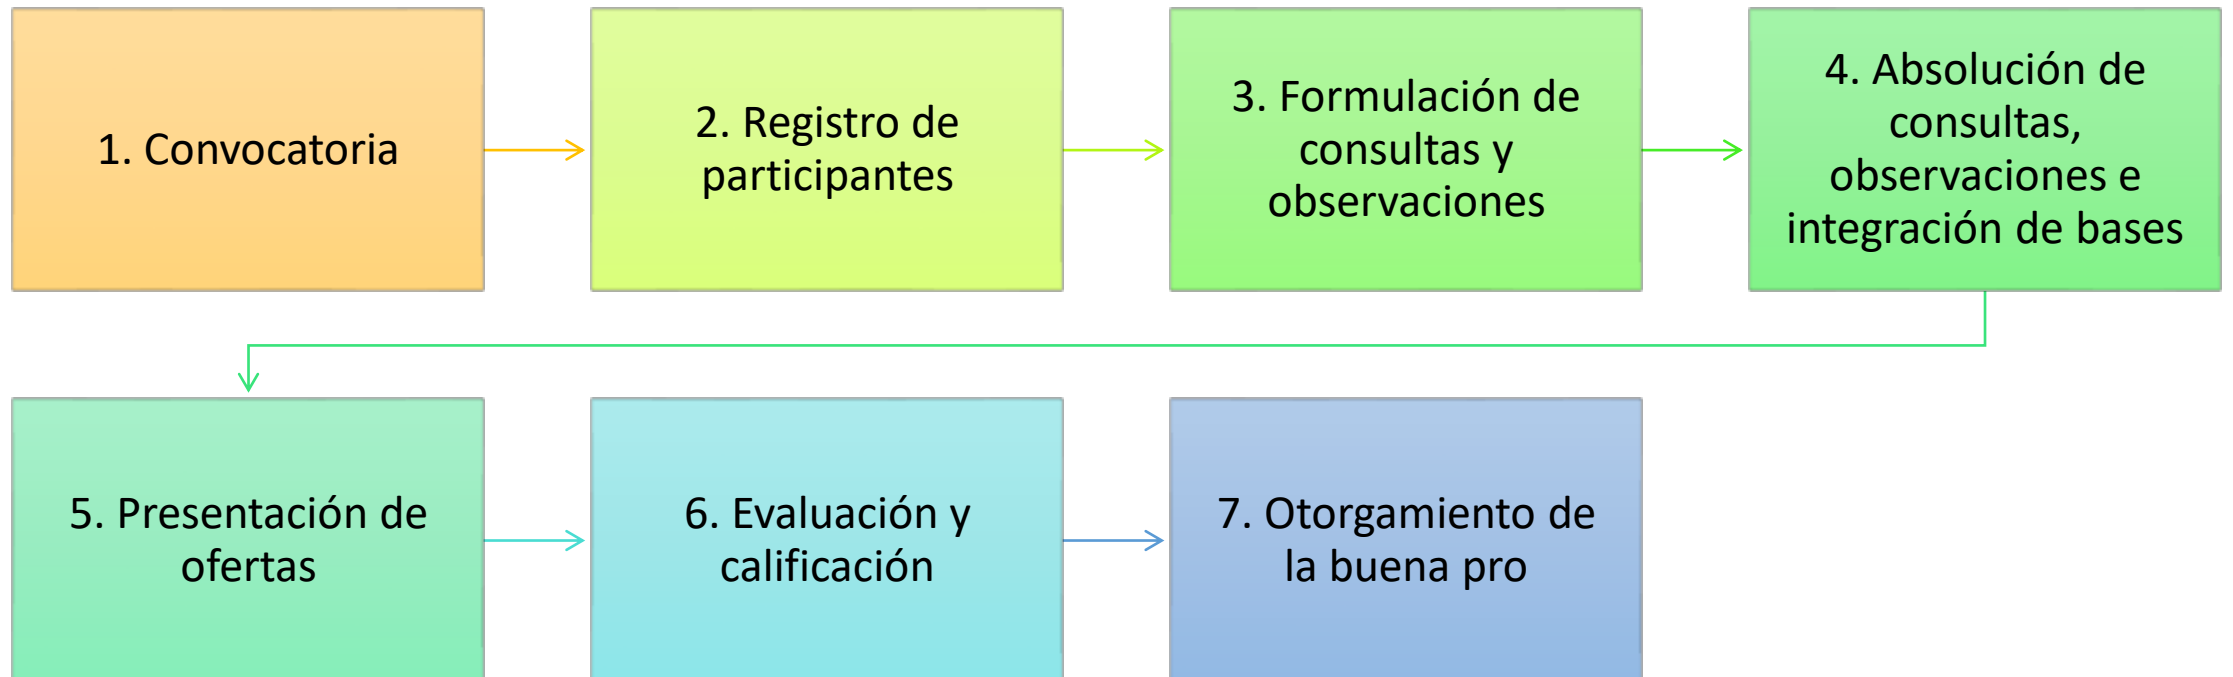 1. Convocatoria
2. Registro de
participantes
3. Formulación de
consultas y
observaciones
4. Absolución de
consultas,
observaciones e
integración de bases
5. Presentación de
ofertas
6. Evaluación y
calificación
7. Otorgamiento de
la buena pro